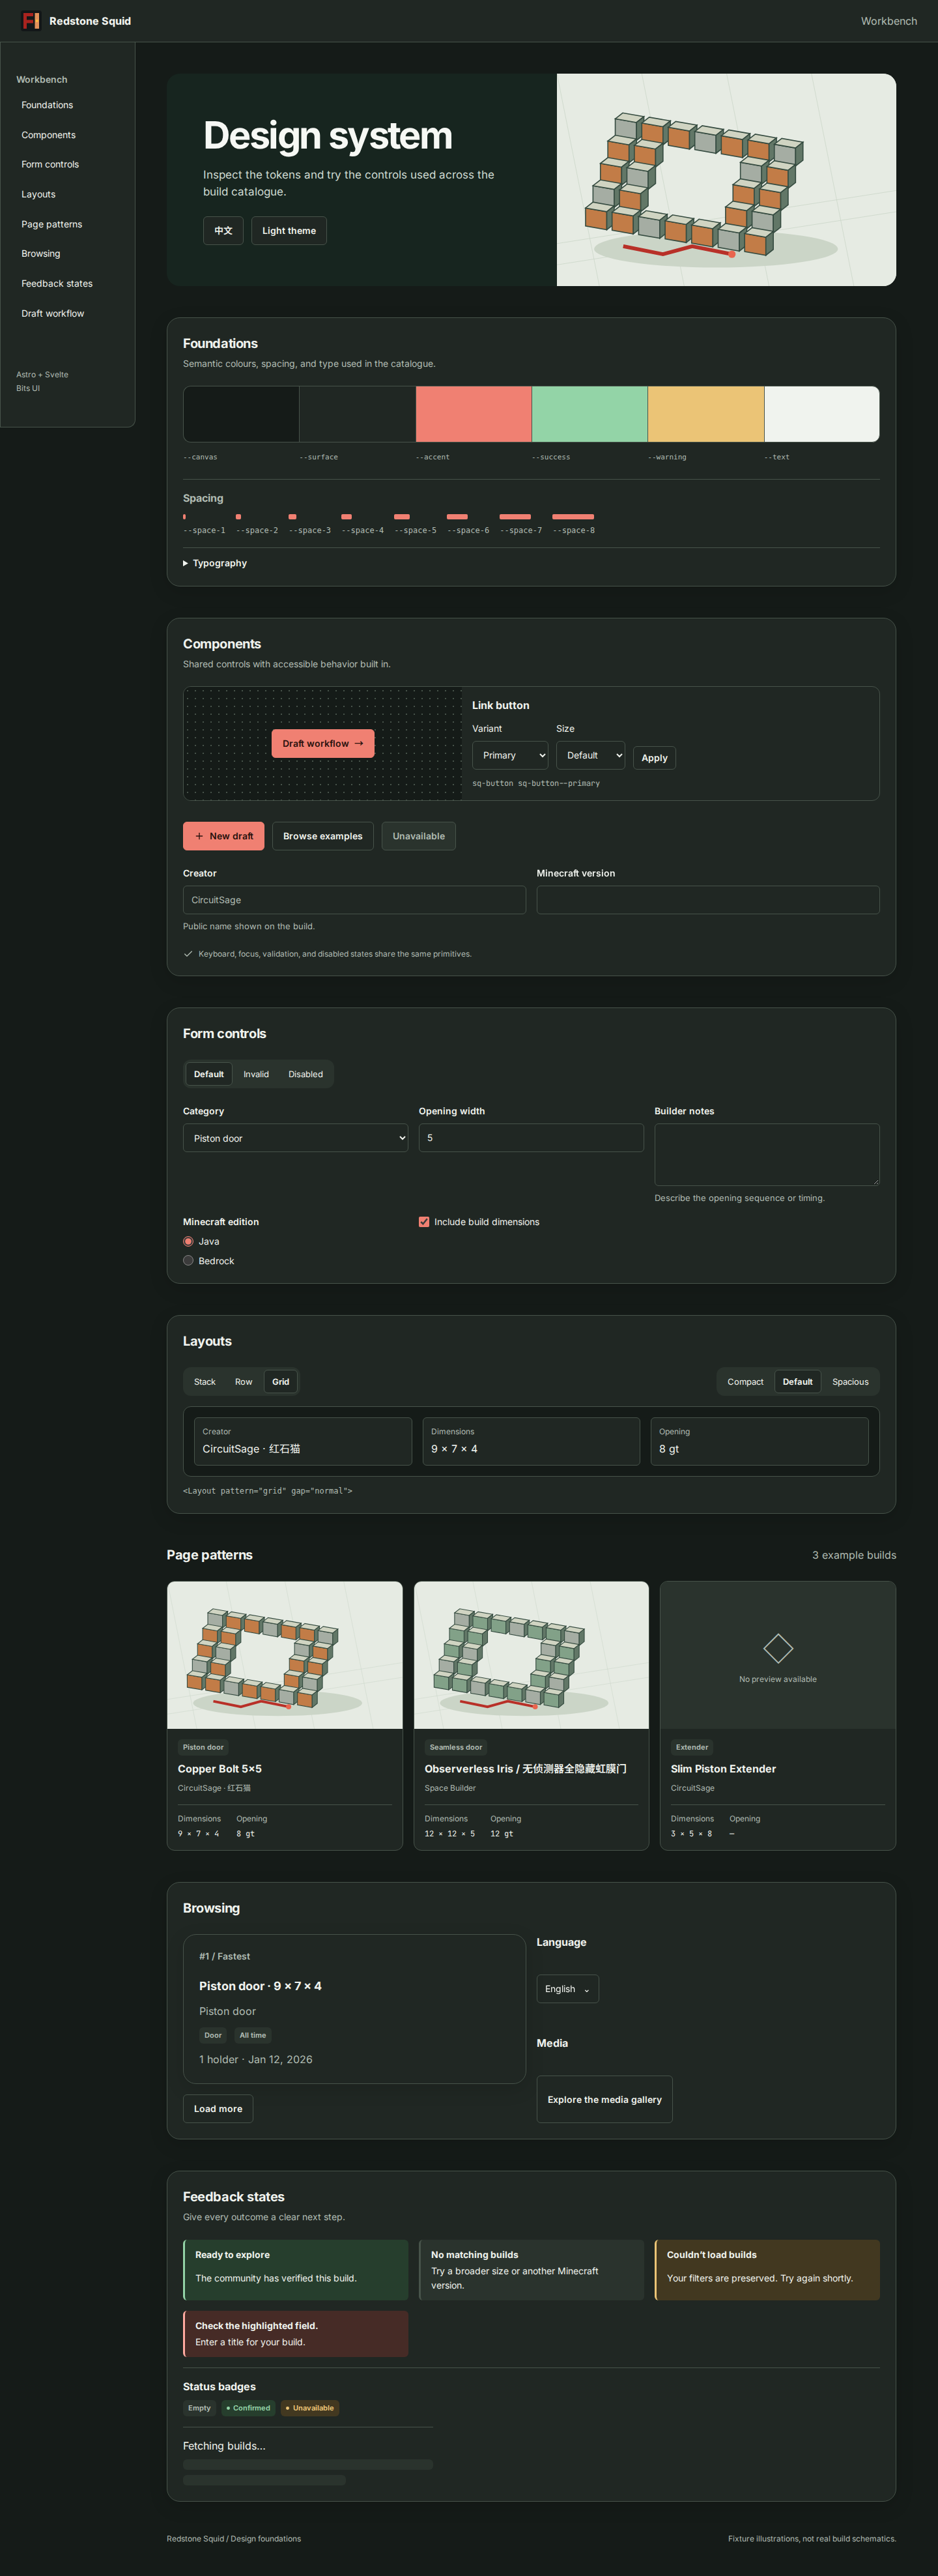 Redstone Squid
Workbench
Workbench
Foundations
Components
Form controls
Layouts
Page patterns
Browsing
Feedback states
Draft workflow
Astro + Svelte
Bits UI
Design system
Inspect the tokens and try the controls used across the
build catalogue.
中文
Light theme
Foundations
Semantic colours, spacing, and type used in the catalogue.
--canvas
--surface
--accent
--success
--warning
--text
Spacing
--space-1
--space-2
--space-3
--space-4
--space-5
--space-6
--space-7
--space-8
Typography
Components
Shared controls with accessible behavior built in.
Draft workflow →
Link button
Variant
Size
Primary
Default
Apply
sq-button sq-button--primary
+ New draft
Browse examples
Unavailable
Creator
Minecraft version
CircuitSage
Public name shown on the build.
Keyboard, focus, validation, and disabled states share the same primitives.
Form controls
Default
Invalid
Disabled
Category
Opening width
Builder notes
Piston door
5
Describe the opening sequence or timing.
Minecraft edition
Include build dimensions
Java
Bedrock
Layouts
Stack
Row
Grid
Compact
Default
Spacious
Creator
CircuitSage · 红石猫
Dimensions
9 × 7 × 4
Opening
8 gt
<Layout pattern="grid" gap="normal">
Page patterns
3 example builds
Piston door
Copper Bolt 5×5
CircuitSage · 红石猫
Dimensions
Opening
9 × 7 × 4
8 gt
Seamless door
Observerless Iris / 无侦测器全隐藏虹膜门
Space Builder
Dimensions
Opening
12 × 12 × 5
12 gt
No preview available
Extender
Slim Piston Extender
CircuitSage
Dimensions
Opening
3 × 5 × 8
—
Browsing
#1 / Fastest
Piston door · 9 × 7 × 4
Piston door
Door
All time
1 holder · Jan 12, 2026
Load more
Language
English
Media
Explore the media gallery
Feedback states
Give every outcome a clear next step.
Ready to explore
The community has verified this build.
No matching builds
Try a broader size or another Minecraft
version.
Couldn't load builds
Your filters are preserved. Try again shortly.
Check the highlighted field.
Enter a title for your build.
Status badges
Empty
Confirmed
Unavailable
Fetching builds...
Redstone Squid / Design foundations
Fixture illustrations, not real build schematics.